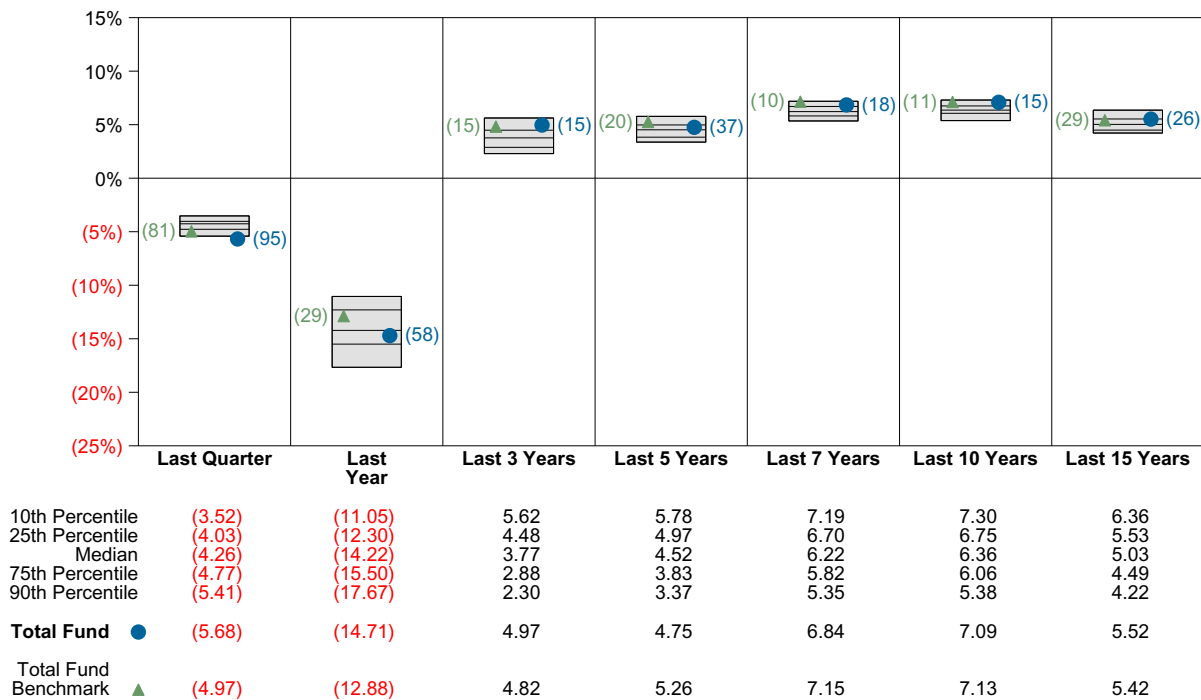 15%
10%
5%
0%
(5%)
(10%)
(15%)
(20%)
(25%)
(81) (95)
(29) (58)
(15) (15)
(20) (37)
(10) (18)
(11) (15)
(29) (26)
Last Quarter Last Year Last 3 Years Last 5 Years Last 7 Years Last 10 Years Last 15 Years
10th Percentile (3.52) (11.05) 5.62 5.78 7.19 7.30 6.36
25th Percentile (4.03) (12.30) 4.48 4.97 6.70 6.75 5.53
Median (4.26) (14.22) 3.77 4.52 6.22 6.36 5.03
75th Percentile (4.77) (15.50) 2.88 3.83 5.82 6.06 4.49
90th Percentile (5.41) (17.67) 2.30 3.37 5.35 5.38 4.22
Total Fund (5.68) (14.71) 4.97 4.75 6.84 7.09 5.52
Total Fund
Benchmark (4.97) (12.88) 4.82 5.26 7.15 7.13 5.42